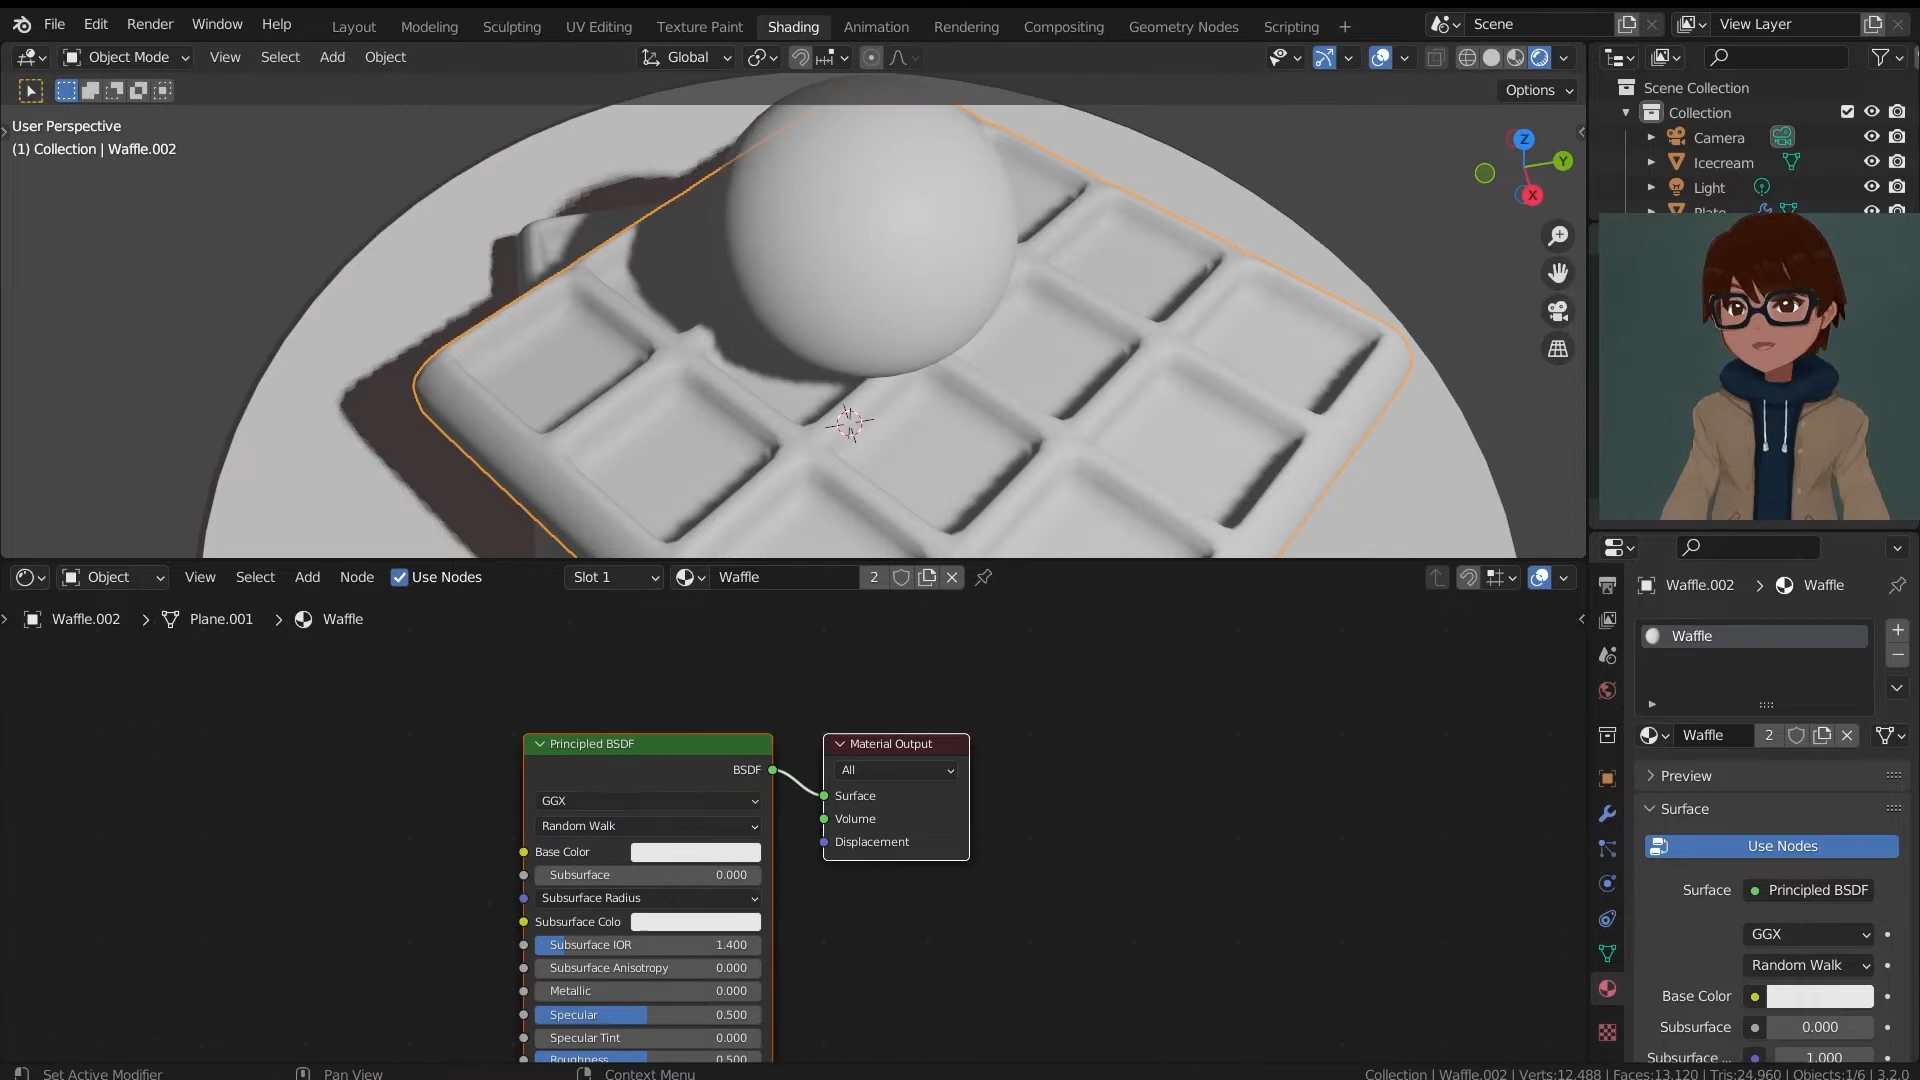 File Edit Render Window Help Layout Modeling Sculpting UV Editing Texture Paint Shading Animation Rendering Compositing Geometry Nodes Scripting + Scene View Layer
Object Mode View Select Add Object Global
Options
User Perspective
(1) Collection | Waffle.002
Z
Y
X
Scene Collection
Collection
Camera
Icecream
Light
Plate
Object View Select Add Node Use Nodes Slot 1 Waffle 2
Waffle.002 > Plane.001 > Waffle
Principled BSDF
BSDF
GGX
Random Walk
Base Color
Subsurface 0.000
Subsurface Radius
Subsurface Colo
Subsurface IOR 1.400
Subsurface Anisotropy 0.000
Metallic 0.000
Specular 0.500
Specular Tint 0.000
Roughness 0.500
Material Output
All
Surface
Volume
Displacement
Waffle.002 > Waffle
Waffle
Waffle 2
Preview
Surface
Use Nodes
Surface Principled BSDF
GGX
Random Walk
Base Color
Subsurface 0.000
Subsurface ... 1.000
Set Active Modifier Pan View Context Menu Collection | Waffle.002 | Verts:12,488 | Faces:13,120 | Tris:24,960 | Objects:1/6 | 3.2.0